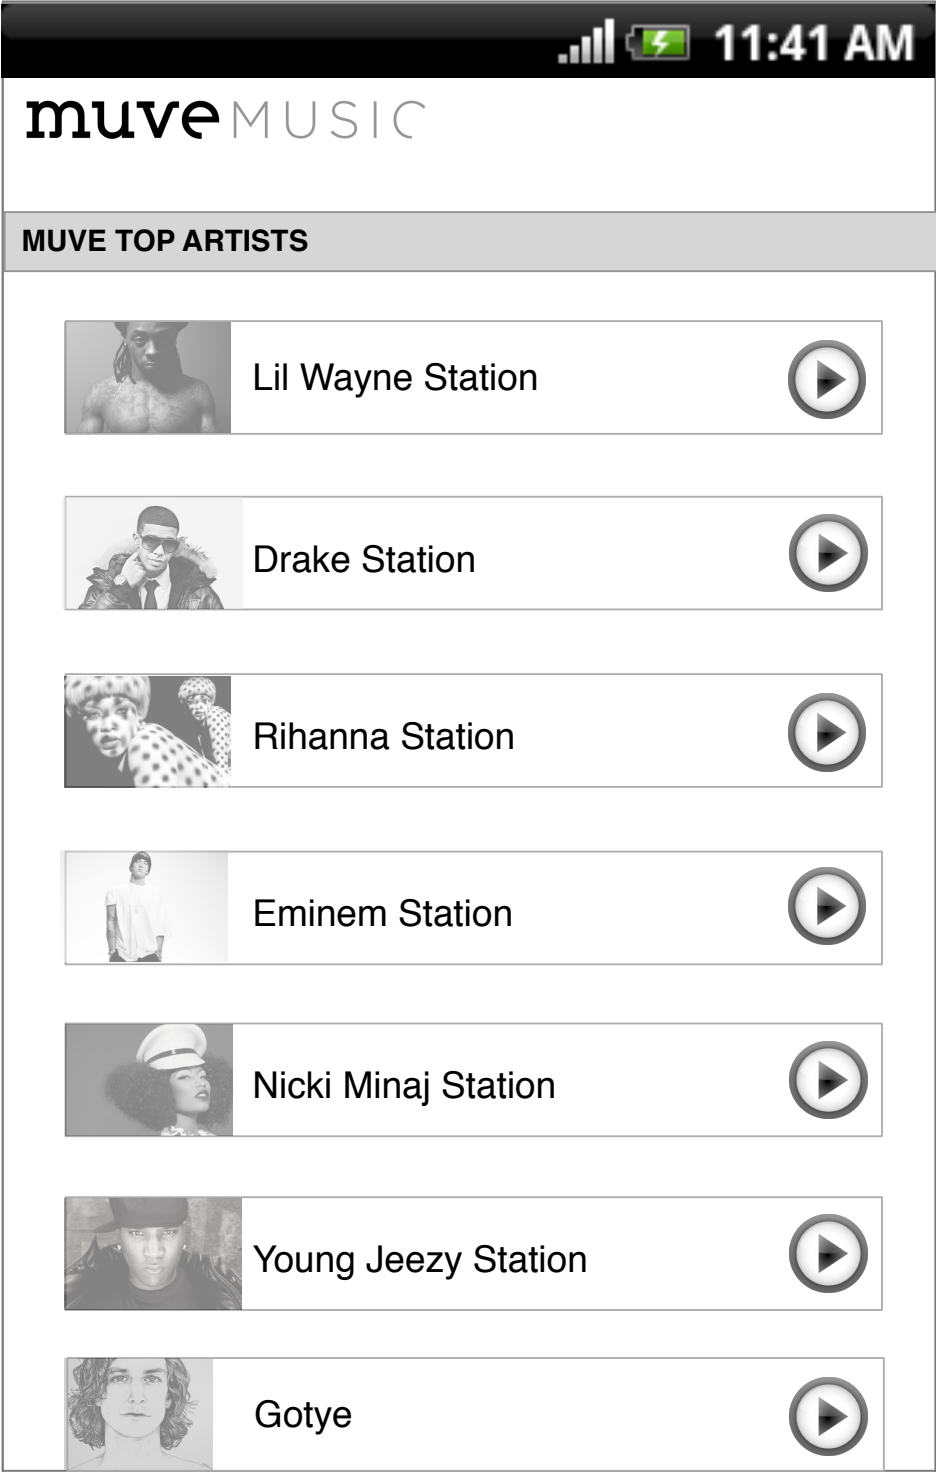 11:41 AM
muve MUSIC
MUVE TOP ARTISTS
Lil Wayne Station
Drake Station
Rihanna Station
Eminem Station
Nicki Minaj Station
Young Jeezy Station
Gotye